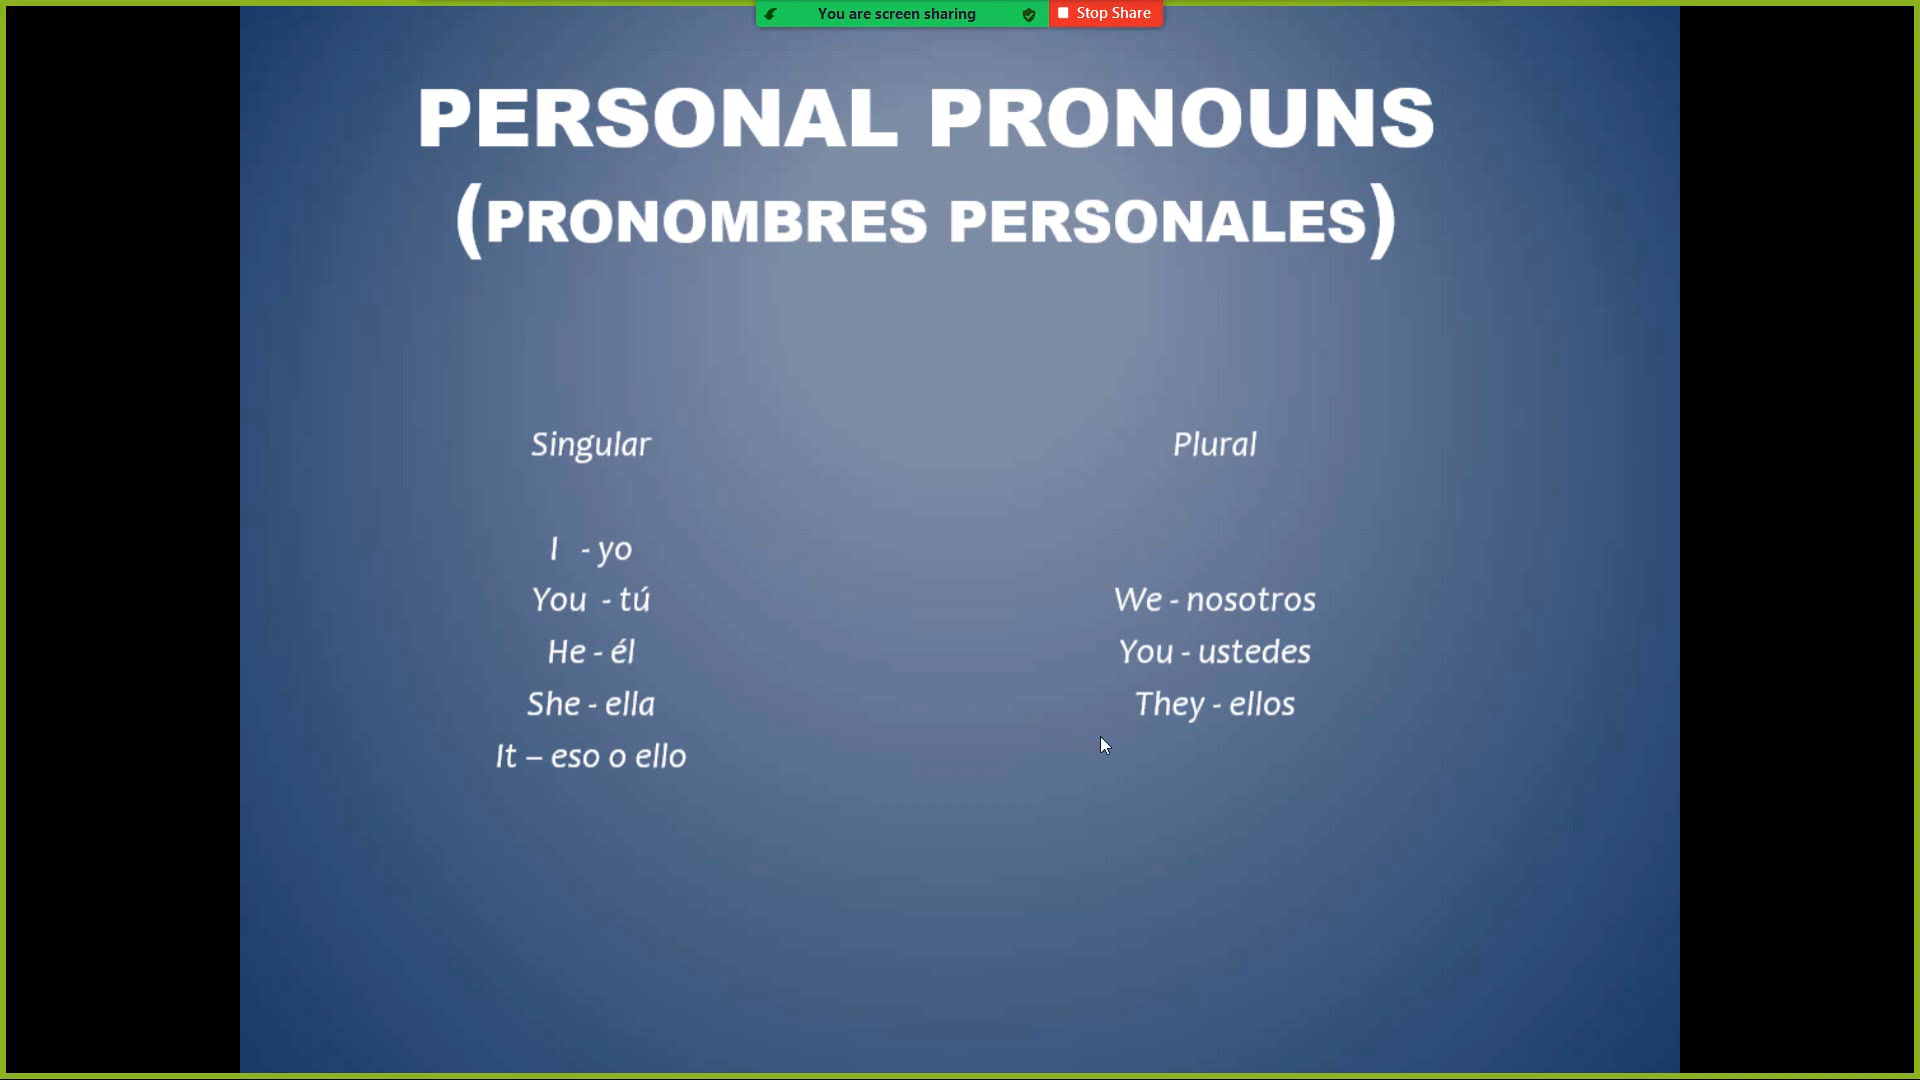 You are screen sharing
Stop Share
PERSONAL PRONOUNS
(PRONOMBRES PERSONALES)
Singular
I - yo
You - tú
He - él
She - ella
It – eso o ello
Plural
We - nosotros
You - ustedes
They - ellos